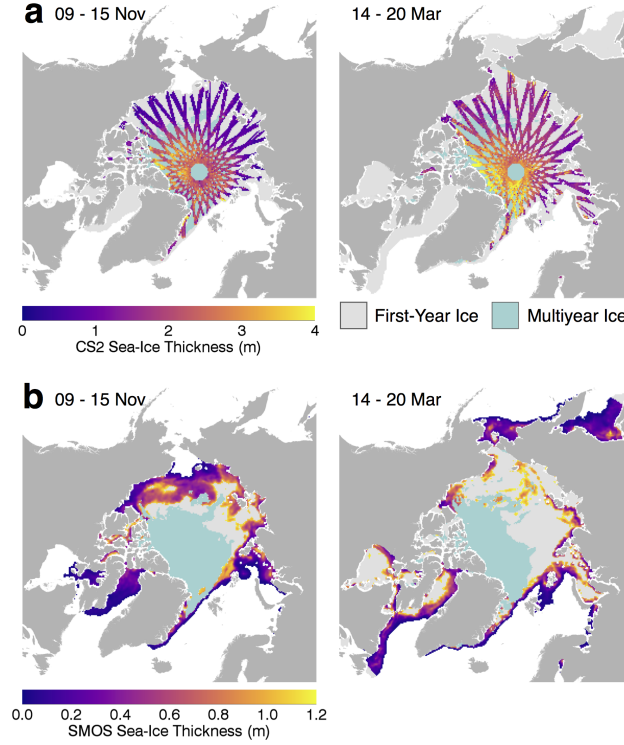 a 09 - 15 Nov 14 - 20 Mar
0 1 2 3 4
CS2 Sea-Ice Thickness (m)
First-Year Ice Multiyear Ice
b 09 - 15 Nov 14 - 20 Mar
0.0 0.2 0.4 0.6 0.8 1.0 1.2
SMOS Sea-Ice Thickness (m)